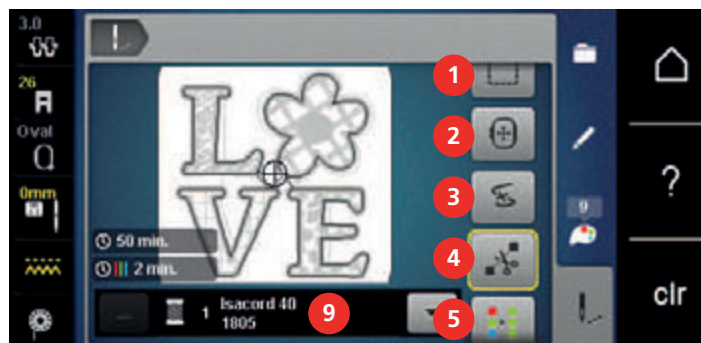 3.0
26
Oval
0mm
LOVE
50 min.
2 min.
1 Isacord 40
1805
1
2
3
4
5
9
9
?
clr